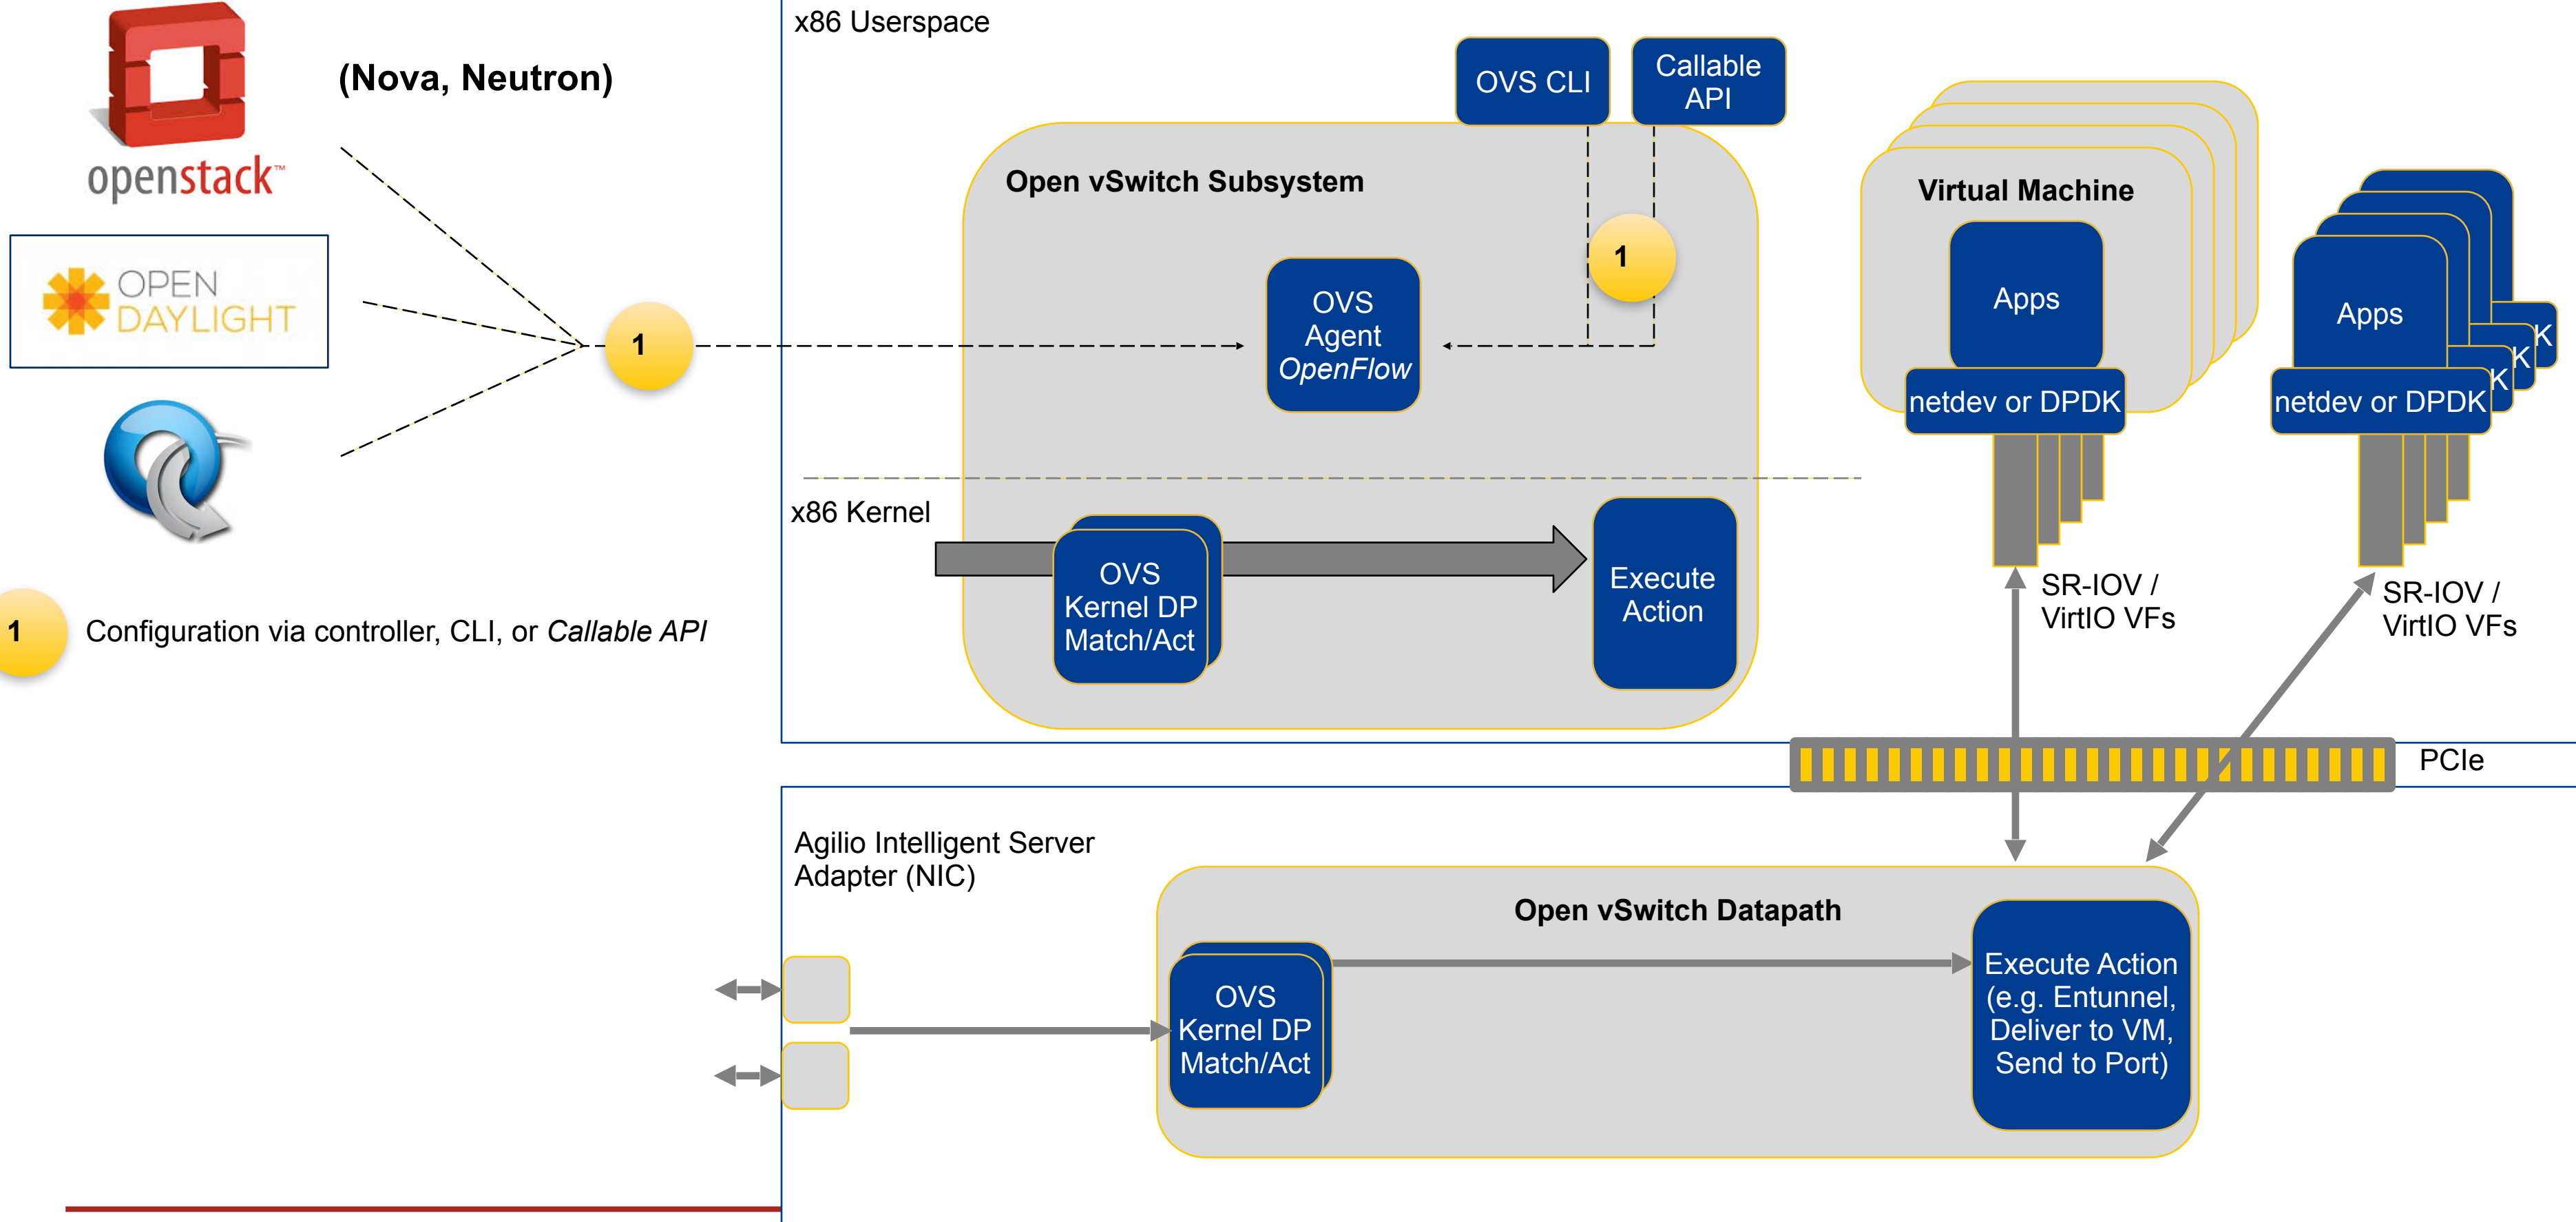 x86 Userspace
(Nova, Neutron)
openstack™
OPEN
DAYLIGHT
1
1
Configuration via controller, CLI, or Callable API
OVS CLI
Callable
API
Open vSwitch Subsystem
1
OVS
Agent
OpenFlow
x86 Kernel
OVS
Kernel DP
Match/Act
Execute
Action
Virtual Machine
Apps
netdev or DPDK
Apps
netdev or DPDK
K
K
K
SR-IOV /
VirtIO VFs
SR-IOV /
VirtIO VFs
PCIe
Agilio Intelligent Server
Adapter (NIC)
Open vSwitch Datapath
OVS
Kernel DP
Match/Act
Execute Action
(e.g. Entunnel,
Deliver to VM,
Send to Port)